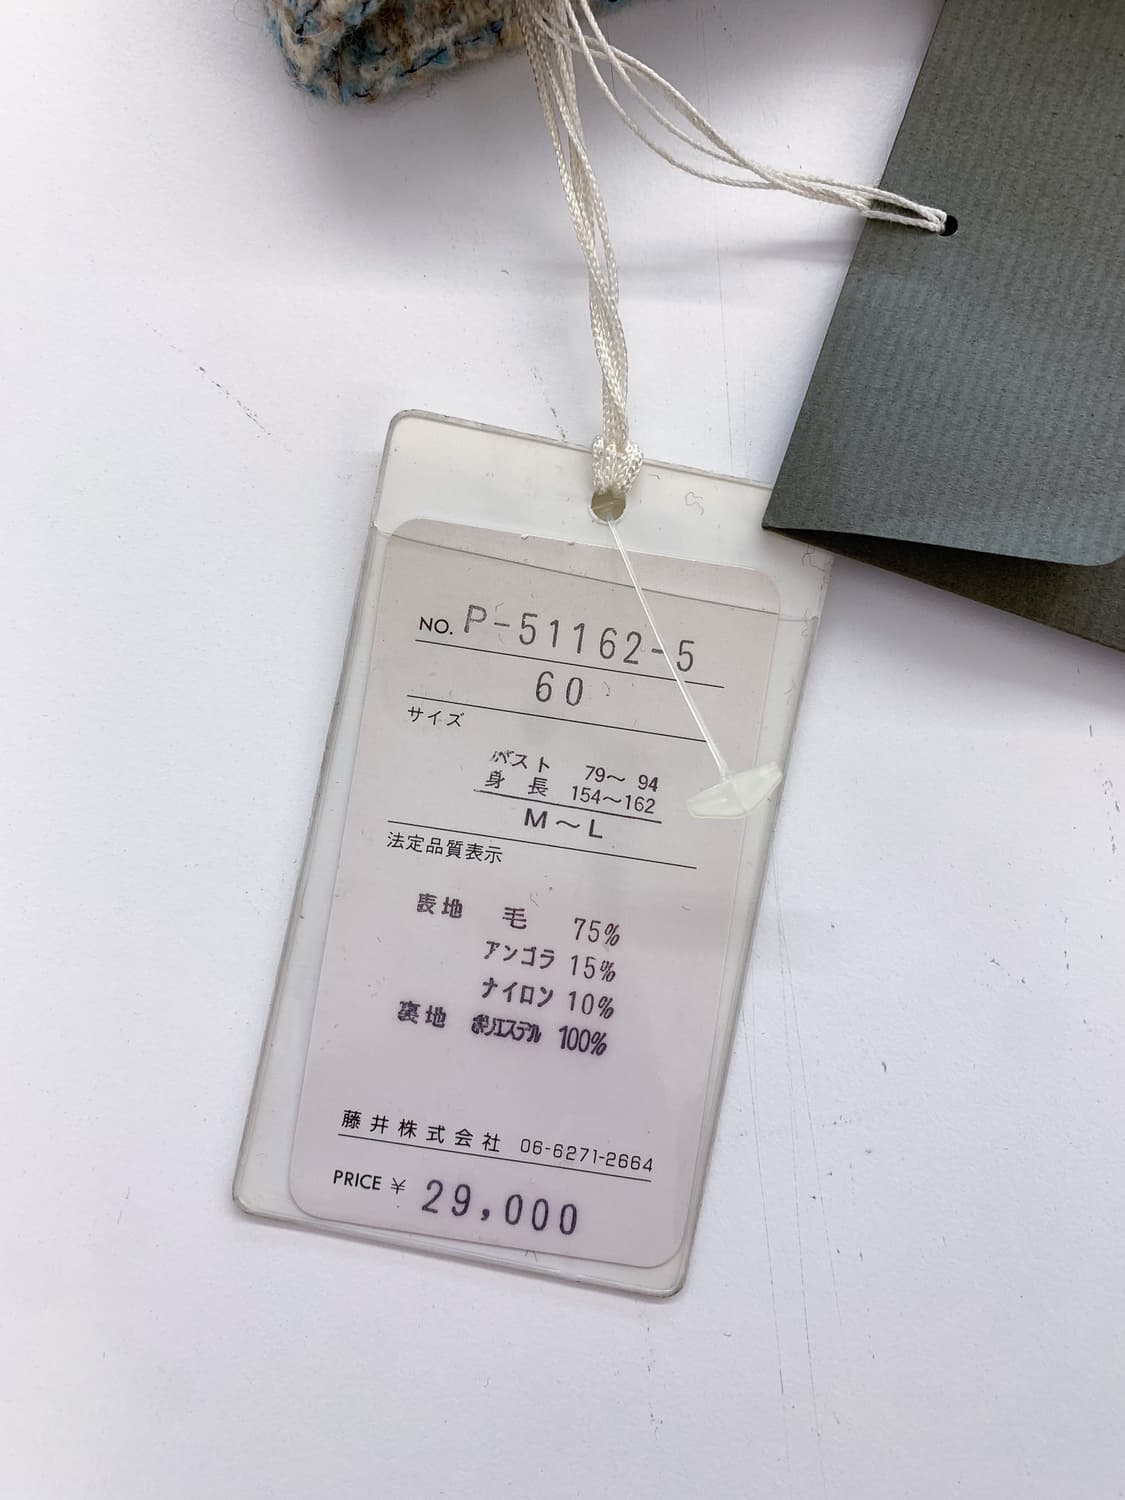 NO. P-51162-5
60
サイズ
バスト 79〜 94
身長 154〜162
M〜L
法定品質表示
表地 毛 75%
アンゴラ 15%
ナイロン 10%
裏地 ポリエステル 100%
藤井株式会社 06-6271-2664
PRICE ¥ 29,000